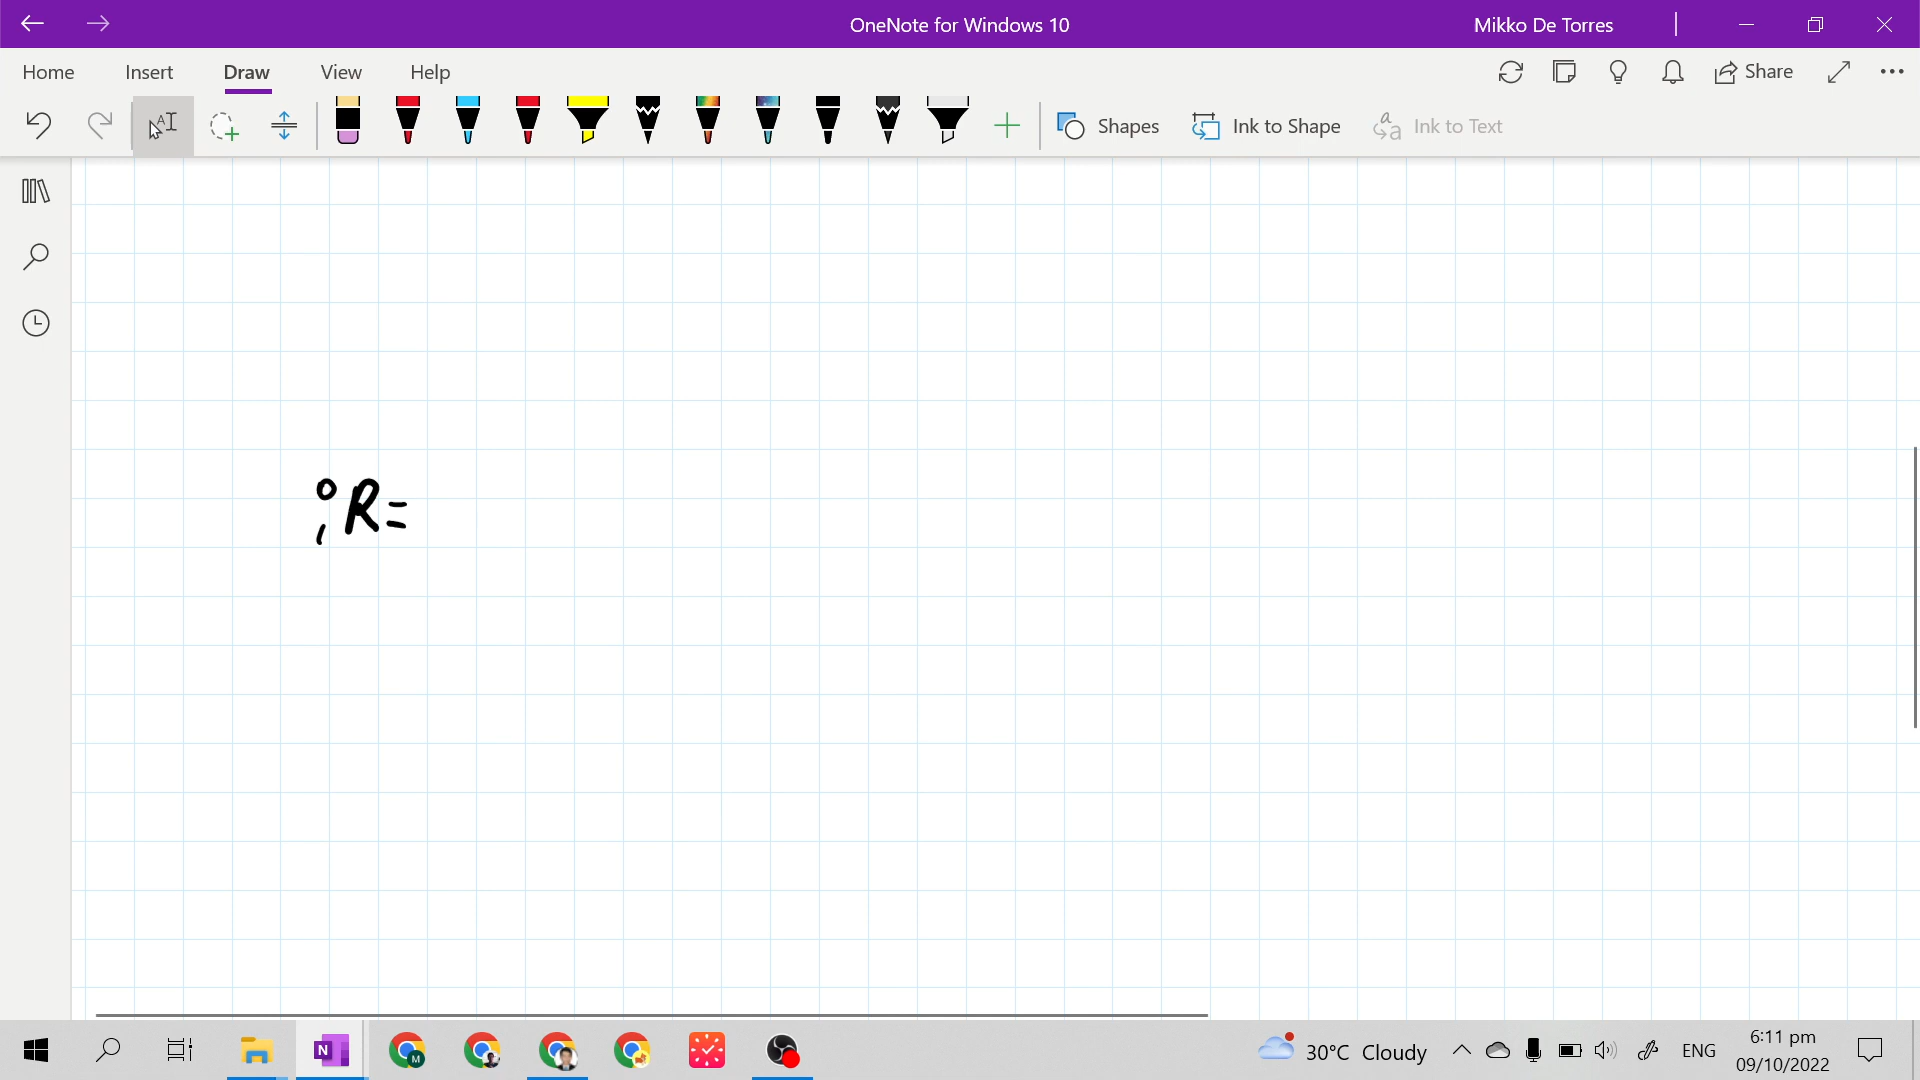 OneNote for Windows 10
Mikko De Torres
Home Insert Draw View Help
Share
Shapes Ink to Shape Ink to Text
°R=
30°C Cloudy ENG 6:11 pm
09/10/2022